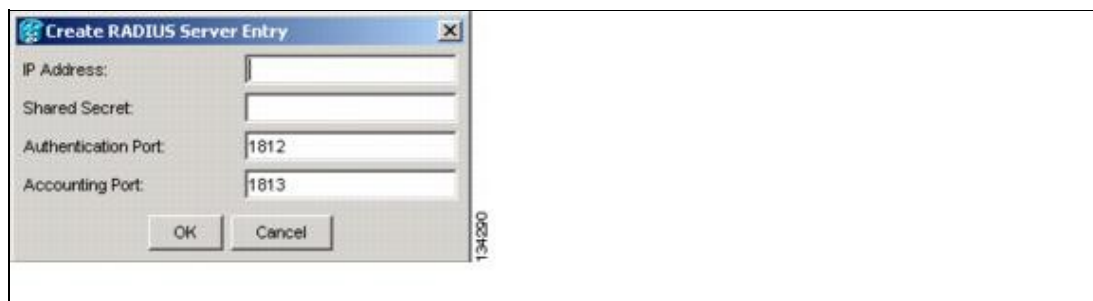 Create RADIUS Server Entry
IP Address:
Shared Secret:
Authentication Port: 1812
Accounting Port: 1813
OK Cancel
134290